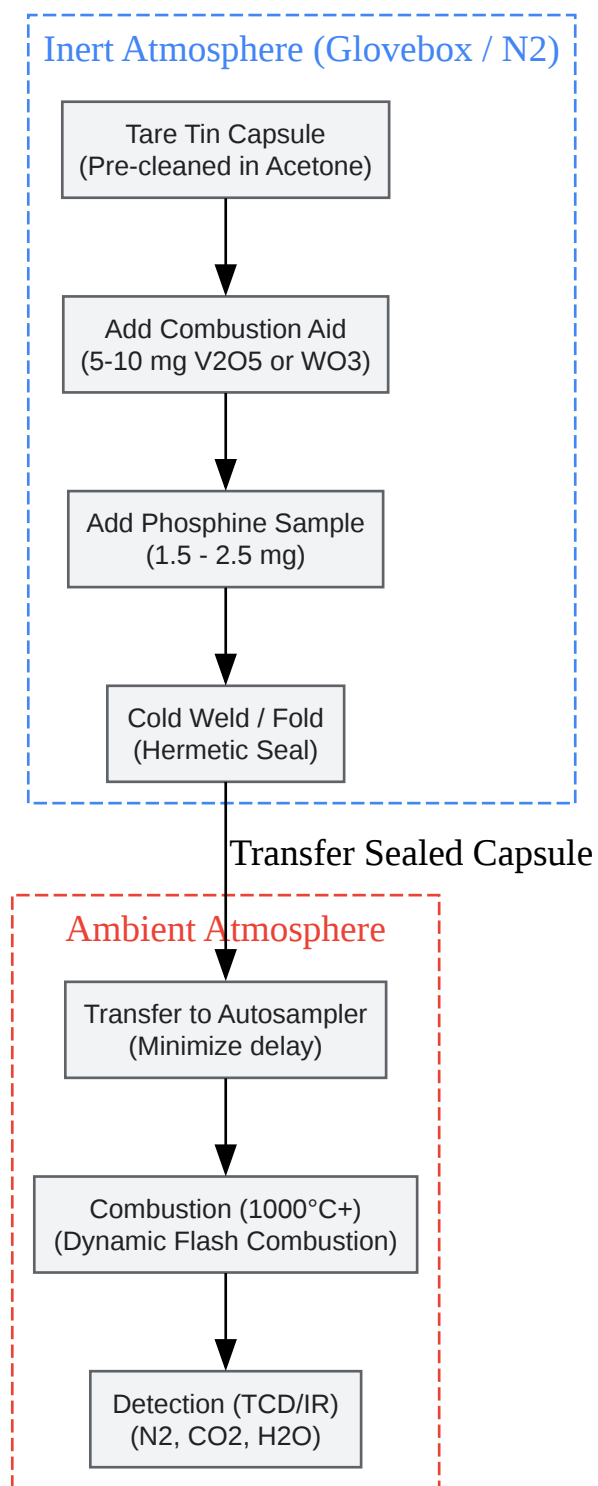 Inert Atmosphere (Glovebox / N2)
Tare Tin Capsule
(Pre-cleaned in Acetone)
Add Combustion Aid
(5-10 mg V2O5 or WO3)
Add Phosphine Sample
(1.5 - 2.5 mg)
Cold Weld / Fold
(Hermetic Seal)
Transfer Sealed Capsule
Ambient Atmosphere
Transfer to Autosampler
(Minimize delay)
Combustion (1000°C+)
(Dynamic Flash Combustion)
Detection (TCD/IR)
(N2, CO2, H2O)